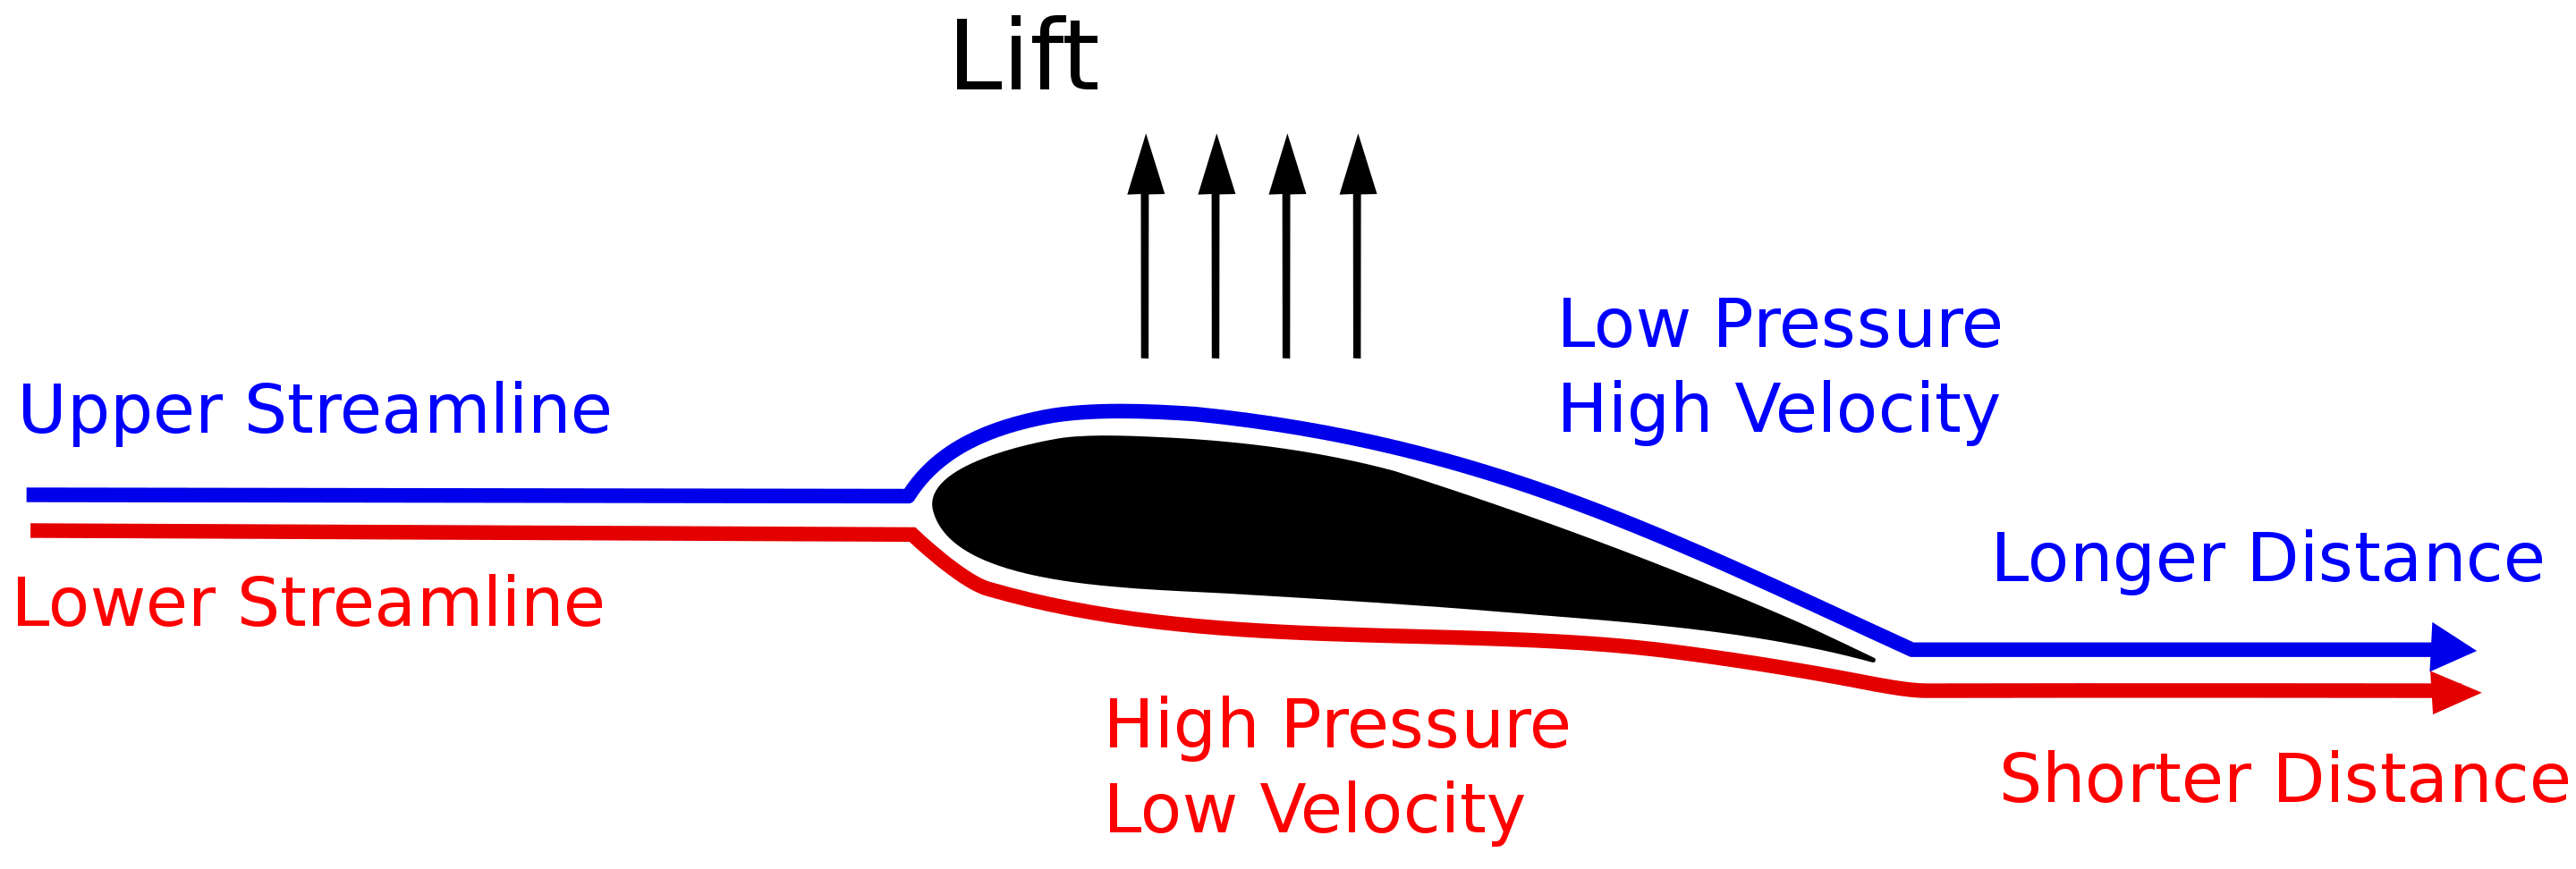 Lift
Low Pressure
High Velocity
Upper Streamline
Lower Streamline
Longer Distance
High Pressure
Low Velocity
Shorter Distance